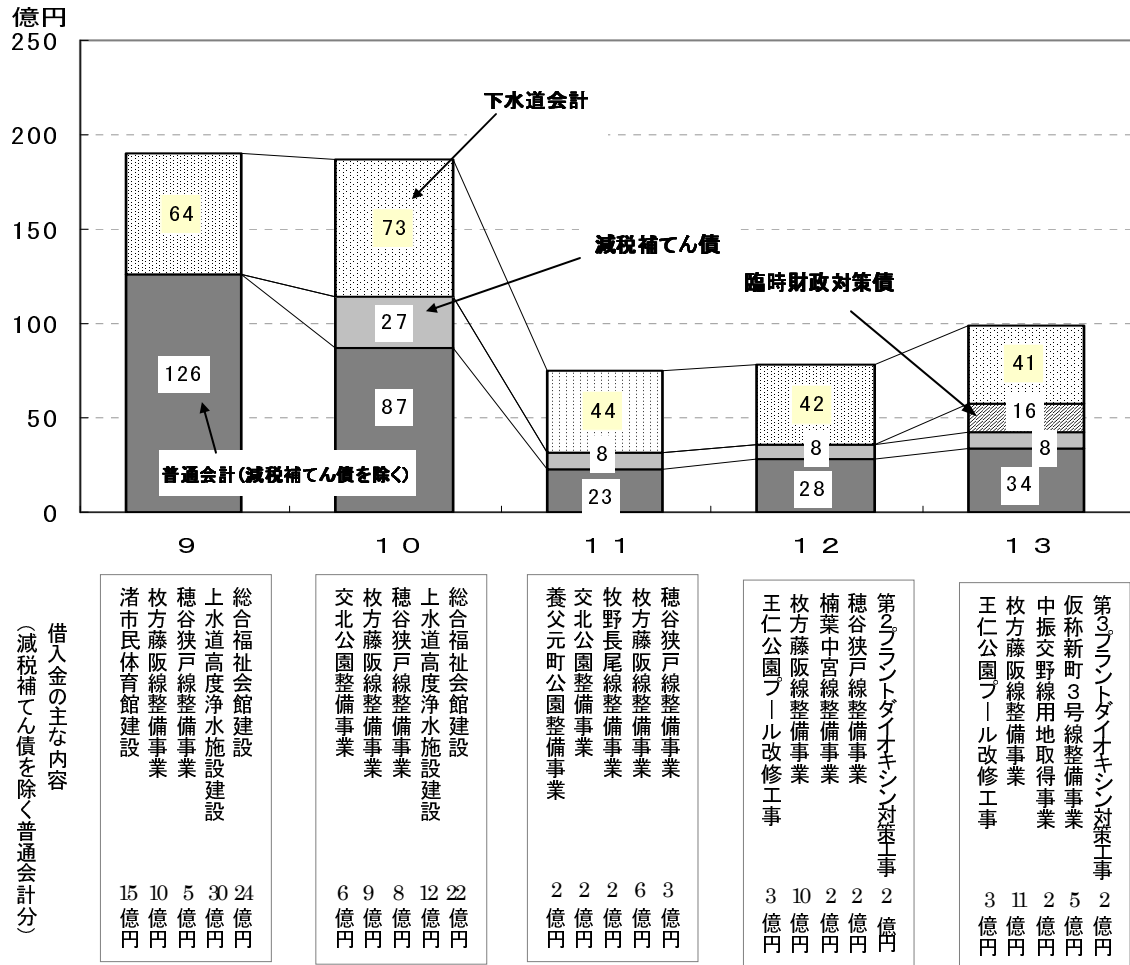 億円
250
200
150
100
50
0
下水道会計
減税補てん債
臨時財政対策債
普通会計(減税補てん債を除く)
64
126
73
27
87
44
8
23
42
8
28
41
16
8
34
9
10
11
12
13
借入金の主な内容
(減税補てん債を除く普通会計分)
総合福祉会館建設 24億円
上水道高度浄水施設建設 30億円
穂谷狭戸線整備事業 5億円
枚方藤阪線整備事業 10億円
渚市民体育館建設 15億円
総合福祉会館建設 22億円
上水道高度浄水施設建設 12億円
穂谷狭戸線整備事業 8億円
枚方藤阪線整備事業 9億円
交北公園整備事業 6億円
穂谷狭戸線整備事業 3億円
枚方藤阪線整備事業 6億円
牧野長尾線整備事業 2億円
交北公園整備事業 2億円
養父元町公園整備事業 2億円
第2プラントダイオキシン対策工事 2億円
穂谷狭戸線整備事業 2億円
楠葉中宮線整備事業 2億円
枚方藤阪線整備事業 10億円
王仁公園プール改修工事 3億円
第3プラントダイオキシン対策工事 2億円
仮称新町3号線整備事業 5億円
中振交野線用地取得事業 2億円
枚方藤阪線整備事業 11億円
王仁公園プール改修工事 3億円